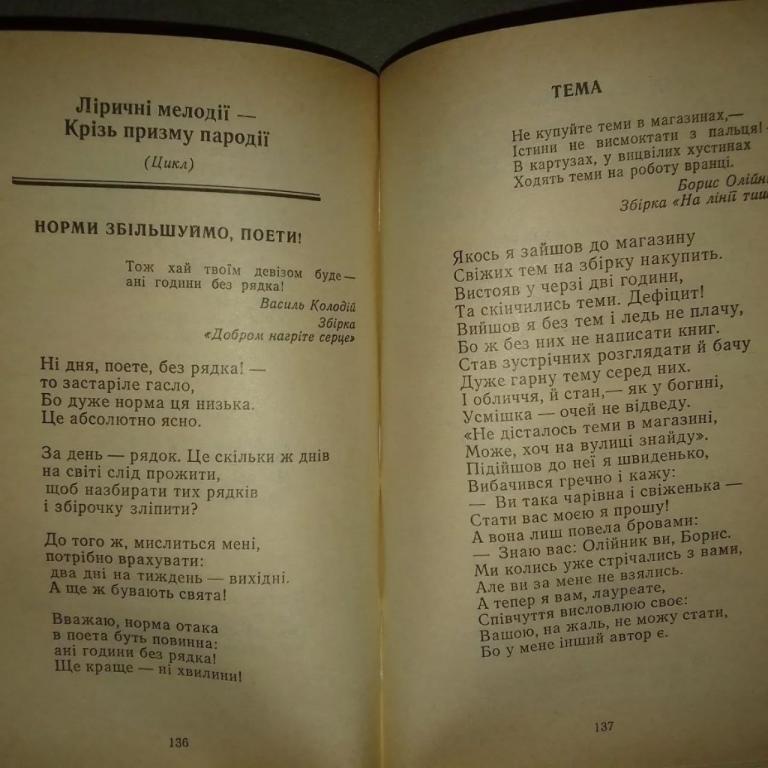 Ліричні мелодії —
Крізь призму пародії
(Цикл)
НОРМИ ЗБІЛЬШУЙМО, ПОЕТИ!
Тож хай твоїм девізом буде —
ані години без рядка!
Василь Колодій
Збірка
«Добром нагріте серце»
Ні дня, поете, без рядка! —
то застаріле гасло,
Бо дуже норма ця низька.
Це абсолютно ясно.
За день — рядок. Це скільки ж днів
на світі слід прожити,
щоб назбирати тих рядків
і збірочку зліпити?
До того ж, мислиться мені,
потрібно врахувати:
два дні на тиждень — вихідні.
А ще ж бувають свята!
Вважаю, норма отака
в поета буть повинна:
ані години без рядка!
Ще краще — ні хвилини!
136
ТЕМА
Не купуйте теми в магазинах,—
Істини не висмоктати з пальця!
В картузах, у вицвілих хустинах
Ходять теми на роботу вранці.
Борис Олійн
Збірка «На лінії тиш
Якось я зайшов до магазину
Свіжих тем на збірку накупить.
Вистояв у черзі дві години,
Та скінчились теми. Дефіцит!
Вийшов я без тем і ледь не плачу,
Бо ж без них не написати книг.
Став зустрічних розглядати й бачу
Дуже гарну тему серед них.
І обличчя, й стан,— як у богині,
Усмішка — очей не відведу.
«Не дісталось теми в магазині,
Може, хоч на вулиці знайду».
Підійшов до неї я швиденько,
Вибачився гречно і кажу:
— Ви така чарівна і свіженька —
Стати вас моєю я прошу!
А вона лиш повела бровами:
— Знаю вас: Олійник ви, Борис.
Ми колись уже стрічались з вами,
Але ви за мене не взялись.
А тепер я вам, лауреате,
Співчуття висловлюю своє:
Вашою, на жаль, не можу стати,
Бо у мене інший автор є.
137